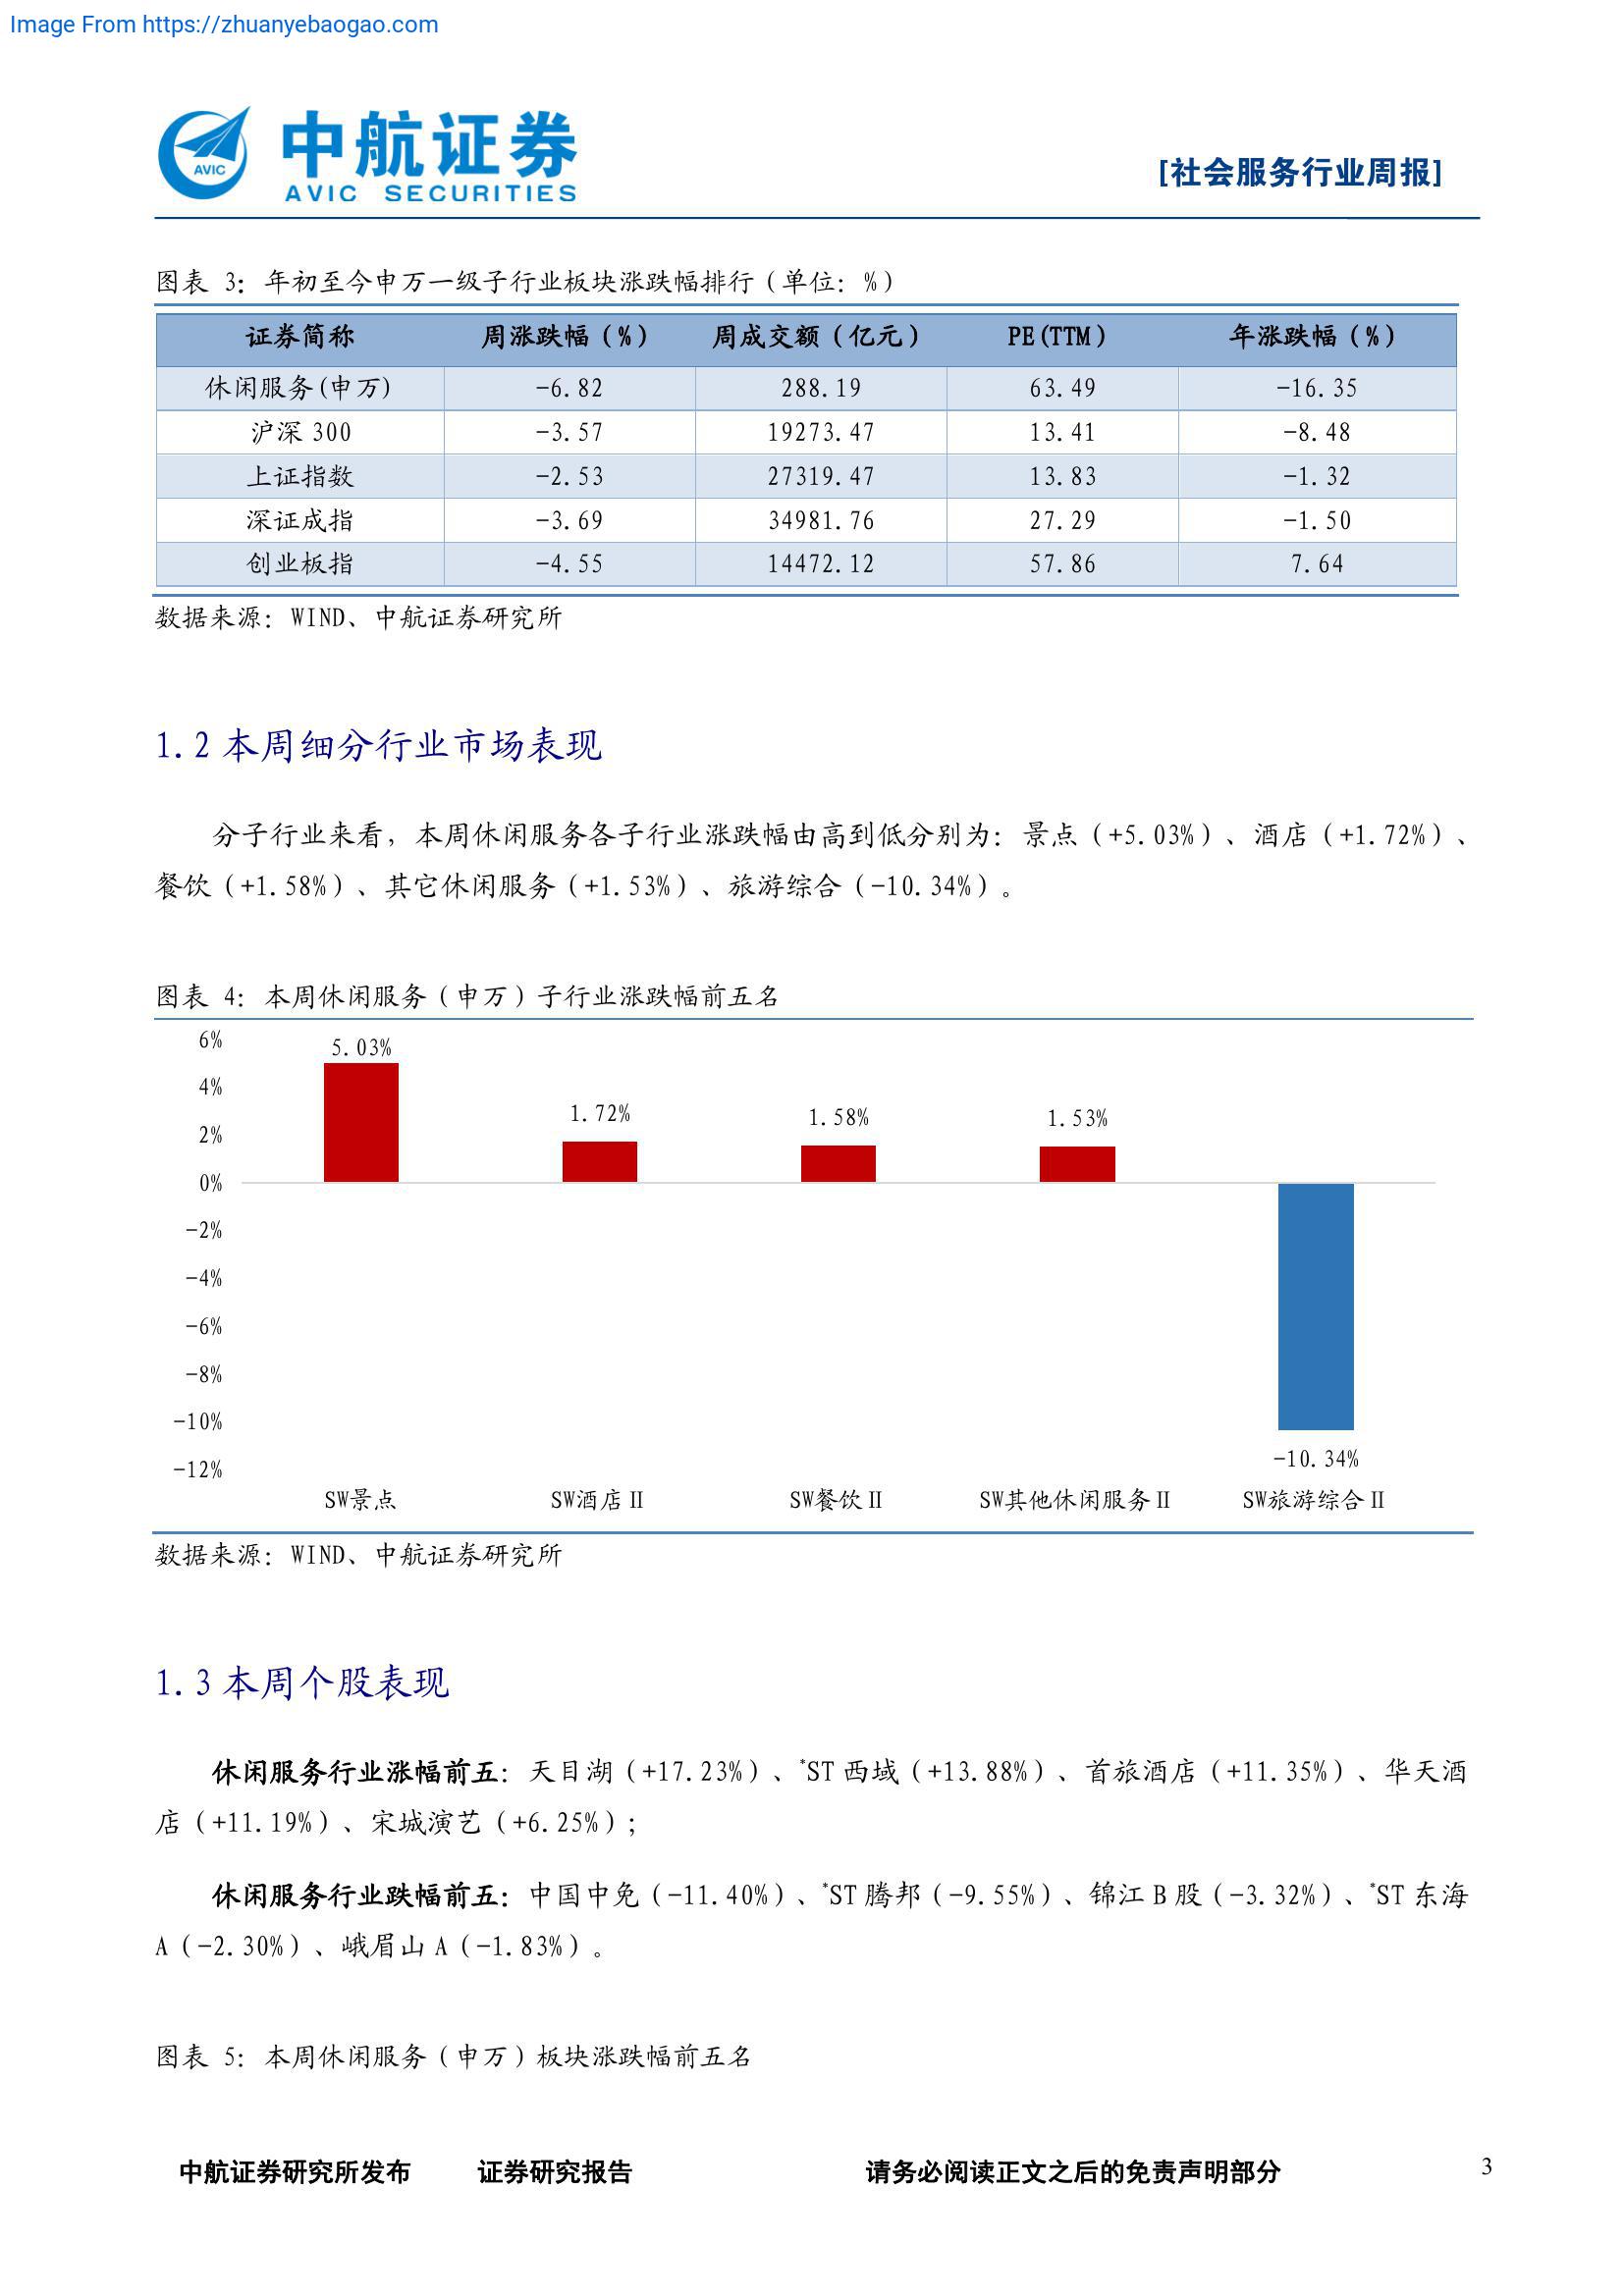 Image From https://zhuanyebaogao.com
AVIC
中航证券
AVIC SECURITIES
[社会服务行业周报]
图表 3：年初至今申万一级子行业板块涨跌幅排行（单位：%）
证券简称 周涨跌幅（%） 周成交额（亿元） PE(TTM) 年涨跌幅（%）
休闲服务(申万) -6.82 288.19 63.49 -16.35
沪深 300 -3.57 19273.47 13.41 -8.48
上证指数 -2.53 27319.47 13.83 -1.32
深证成指 -3.69 34981.76 27.29 -1.50
创业板指 -4.55 14472.12 57.86 7.64
数据来源：WIND、中航证券研究所
1.2 本周细分行业市场表现
分子行业来看，本周休闲服务各子行业涨跌幅由高到低分别为：景点（+5.03%）、酒店（+1.72%）、
餐饮（+1.58%）、其它休闲服务（+1.53%）、旅游综合（-10.34%）。
图表 4：本周休闲服务（申万）子行业涨跌幅前五名
6%
5.03%
4%
1.72% 1.58% 1.53%
2%
0%
-2%
-4%
-6%
-8%
-10%
-10.34%
-12%
SW景点 SW酒店Ⅱ SW餐饮Ⅱ SW其他休闲服务Ⅱ SW旅游综合Ⅱ
数据来源：WIND、中航证券研究所
1.3 本周个股表现
休闲服务行业涨幅前五：天目湖（+17.23%）、*ST 西域（+13.88%）、首旅酒店（+11.35%）、华天酒
店（+11.19%）、宋城演艺（+6.25%）；
休闲服务行业跌幅前五：中国中免（-11.40%）、*ST 腾邦（-9.55%）、锦江 B 股（-3.32%）、*ST 东海
A（-2.30%）、峨眉山 A（-1.83%）。
图表 5：本周休闲服务（申万）板块涨跌幅前五名
中航证券研究所发布 证券研究报告 请务必阅读正文之后的免责声明部分 3